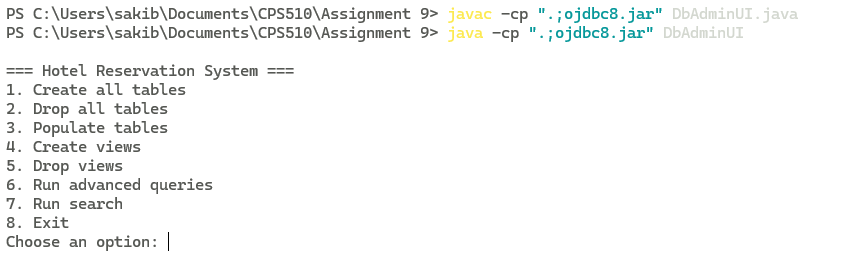 PS C:\Users\sakib\Documents\CPS510\Assignment 9> javac -cp ".;ojdbc8.jar" DbAdminUI.java
PS C:\Users\sakib\Documents\CPS510\Assignment 9> java -cp ".;ojdbc8.jar" DbAdminUI
=== Hotel Reservation System ===
1. Create all tables
2. Drop all tables
3. Populate tables
4. Create views
5. Drop views
6. Run advanced queries
7. Run search
8. Exit
Choose an option: